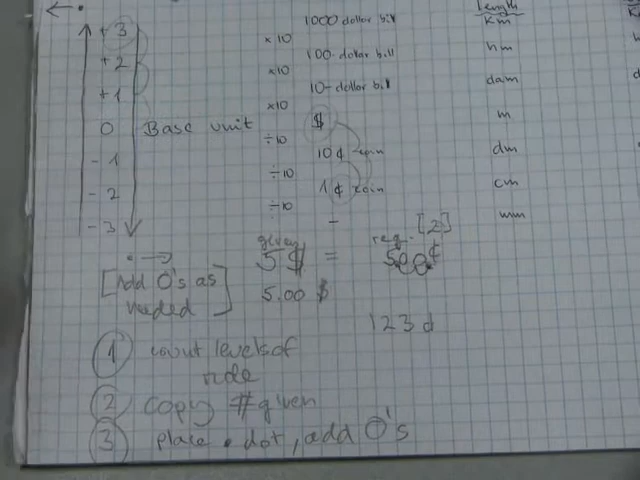 length
+3 1000 dollar bill km
×10
+2 100-dollar bill hm
×10
+1 10-dollar bill dam
×10
0 Base unit $ m
÷10
-1 10¢-coin dm
÷10
-2 1¢ coin cm
÷10
-3 - mm
given req. [2]
5$ = 500¢
[Add 0's as needed] 5.00 $
123d
1 count levels of
2 copy # given
3 place • dot, add 0's